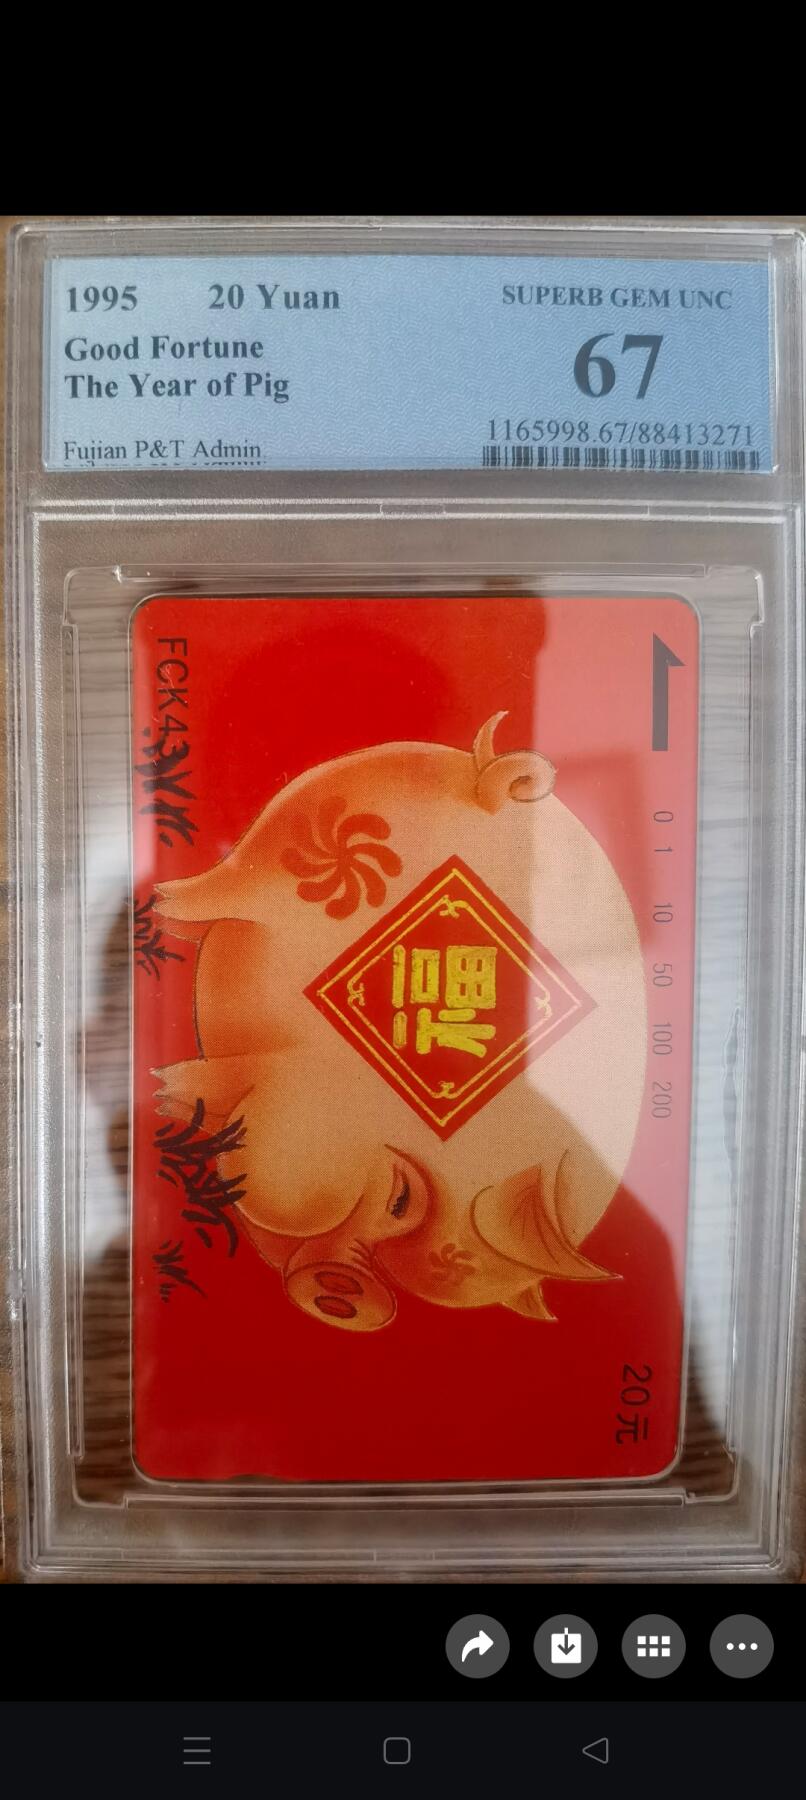 1995 20 Yuan
Good Fortune
The Year of Pig
Fujian P&T Admin
SUPERB GEM UNC
67
1165998.67/88413271
FCK43
0 1 10 50 100 200
福
20元